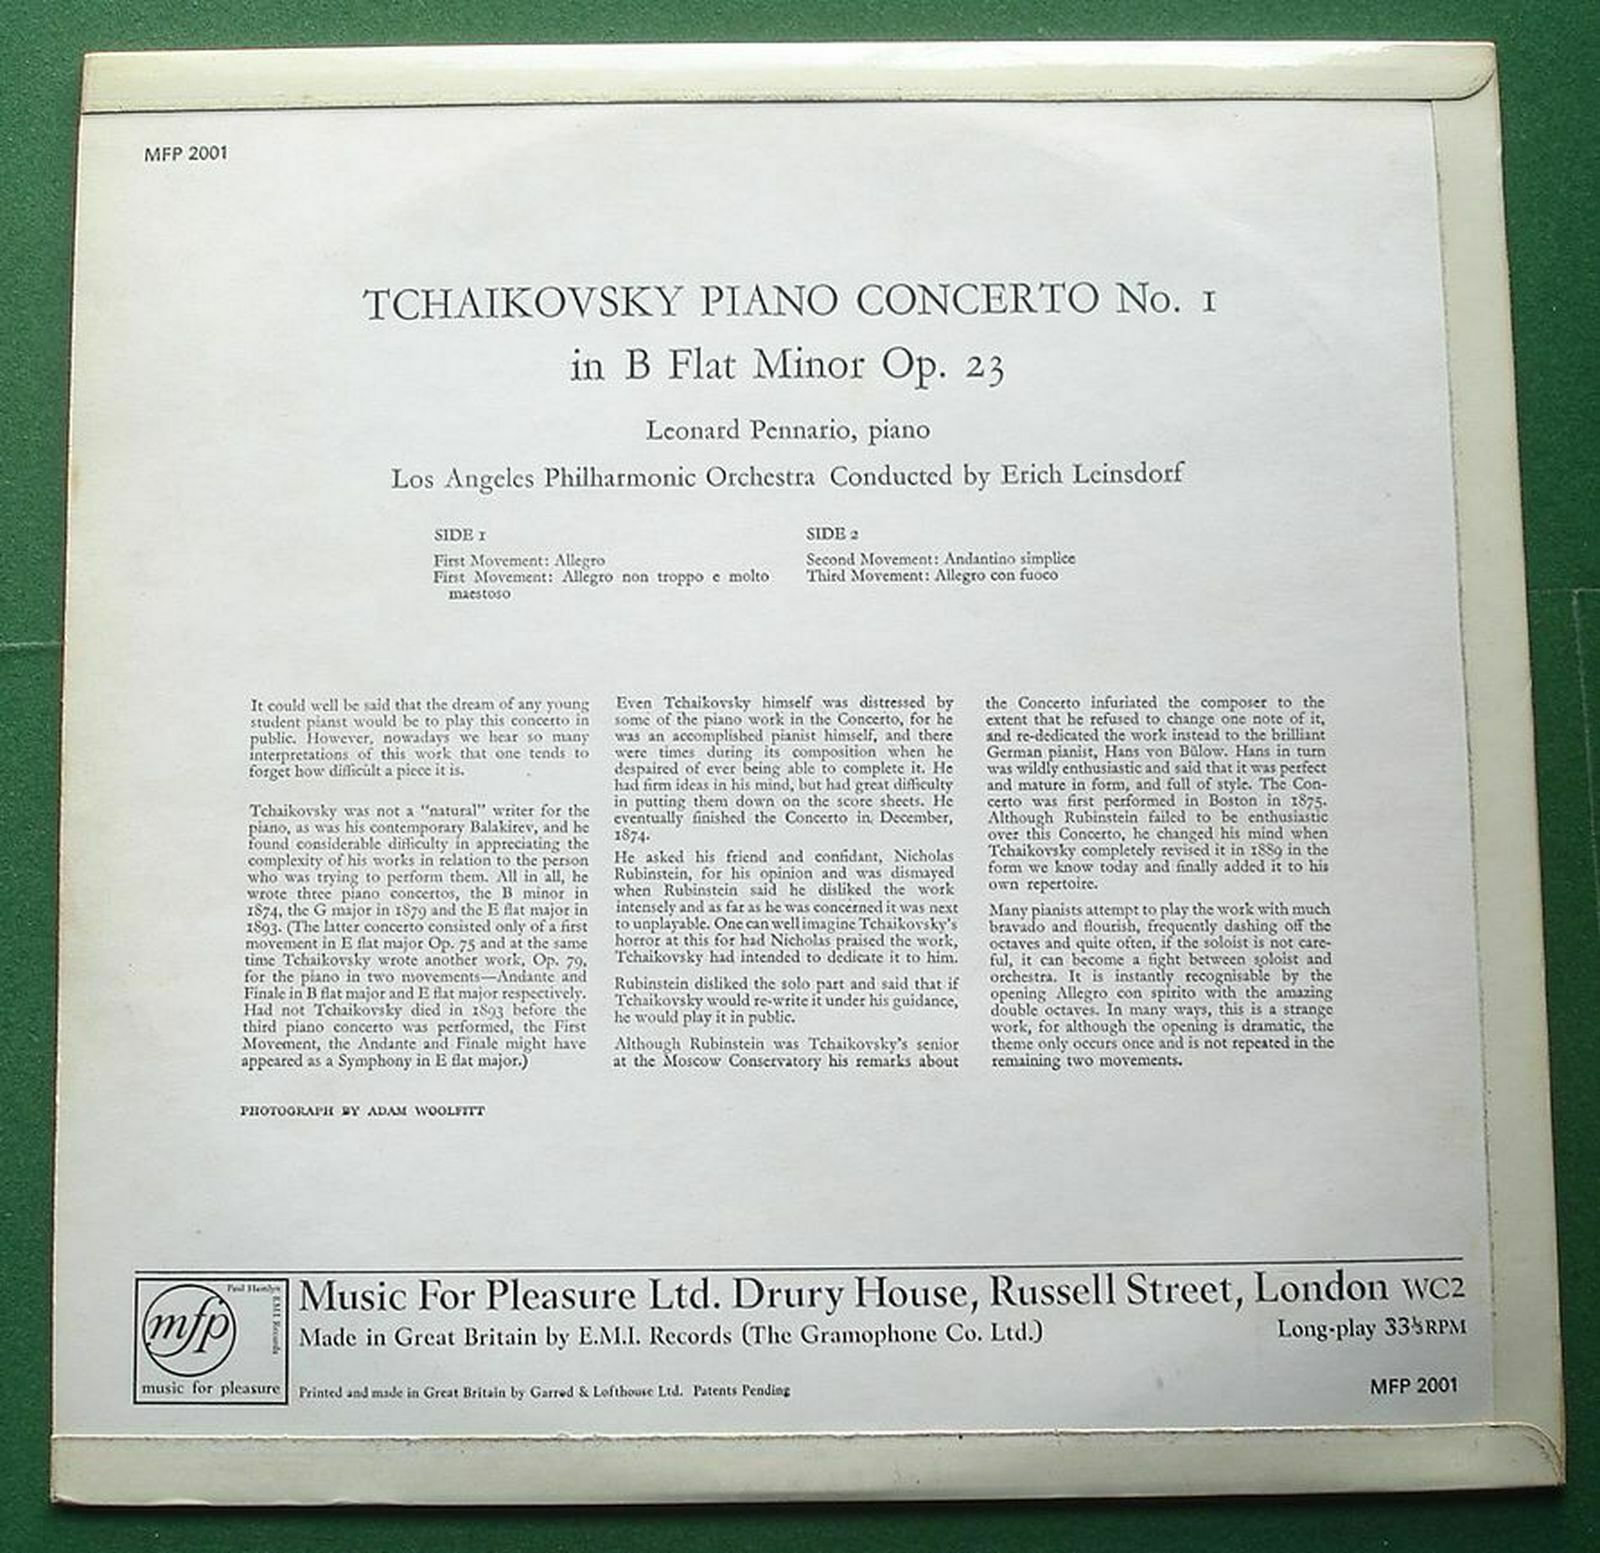 MFP 2001
TCHAIKOVSKY PIANO CONCERTO No. 1
in B Flat Minor Op. 23
Leonard Pennario, piano
Los Angeles Philharmonic Orchestra Conducted by Erich Leinsdorf
SIDE 1
First Movement: Allegro
First Movement: Allegro non troppo e molto
maestoso
SIDE 2
Second Movement: Andantino simplice
Third Movement: Allegro con fuoco
It could well be said that the dream of any young
student pianst would be to play this concerto in
public. However, nowadays we hear so many
interpretations of this work that one tends to
forget how difficult a piece it is.
Tchaikovsky was not a "natural" writer for the
piano, as was his contemporary Balakirev, and he
found considerable difficulty in appreciating the
complexity of his works in relation to the person
who was trying to perform them. All in all, he
wrote three piano concertos, the B minor in
1874, the G major in 1879 and the E flat major in
1893. (The latter concerto consisted only of a first
movement in E flat major Op. 75 and at the same
time Tchaikovsky wrote another work, Op. 79,
for the piano in two movements—Andante and
Finale in B flat major and E flat major respectively.
Had not Tchaikovsky died in 1893 before the
third piano concerto was performed, the First
Movement, the Andante and Finale might have
appeared as a Symphony in E flat major.)
PHOTOGRAPH BY ADAM WOOLFITT
Even Tchaikovsky himself was distressed by
some of the piano work in the Concerto, for he
was an accomplished pianist himself, and there
were times during its composition when he
despaired of ever being able to complete it. He
had firm ideas in his mind, but had great difficulty
in putting them down on the score sheets. He
eventually finished the Concerto in, December,
1874.
He asked his friend and confidant, Nicholas
Rubinstein, for his opinion and was dismayed
when Rubinstein said he disliked the work
intensely and as far as he was concerned it was next
to unplayable. One can well imagine Tchaikovsky's
horror at this for had Nicholas praised the work,
Tchaikovsky had intended to dedicate it to him.
Rubinstein disliked the solo part and said that if
Tchaikovsky would re-write it under his guidance,
he would play it in public.
Although Rubinstein was Tchaikovsky's senior
at the Moscow Conservatory his remarks about
the Concerto infuriated the composer to the
extent that he refused to change one note of it,
and re-dedicated the work instead to the brilliant
German pianist, Hans von Bülow. Hans in turn
was wildly enthusiastic and said that it was perfect
and mature in form, and full of style. The Con-
certo was first performed in Boston in 1875.
Although Rubinstein failed to be enthusiastic
over this Concerto, he changed his mind when
Tchaikovsky completely revised it in 1889 in the
form we know today and finally added it to his
own repertoire.
Many pianists attempt to play the work with much
bravado and flourish, frequently dashing off the
octaves and quite often, if the soloist is not care-
ful, it can become a fight between soloist and
orchestra. It is instantly recognisable by the
opening Allegro con spirito with the amazing
double octaves. In many ways, this is a strange
work, for although the opening is dramatic, the
theme only occurs once and is not repeated in the
remaining two movements.
mfp
Paul Hamlyn
EMI Records
music for pleasure
Music For Pleasure Ltd. Drury House, Russell Street, London WC2
Made in Great Britain by E.M.I. Records (The Gramophone Co. Ltd.)
Long-play 33⅓RPM
Printed and made in Great Britain by Garrod & Lofthouse Ltd. Patents Pending
MFP 2001